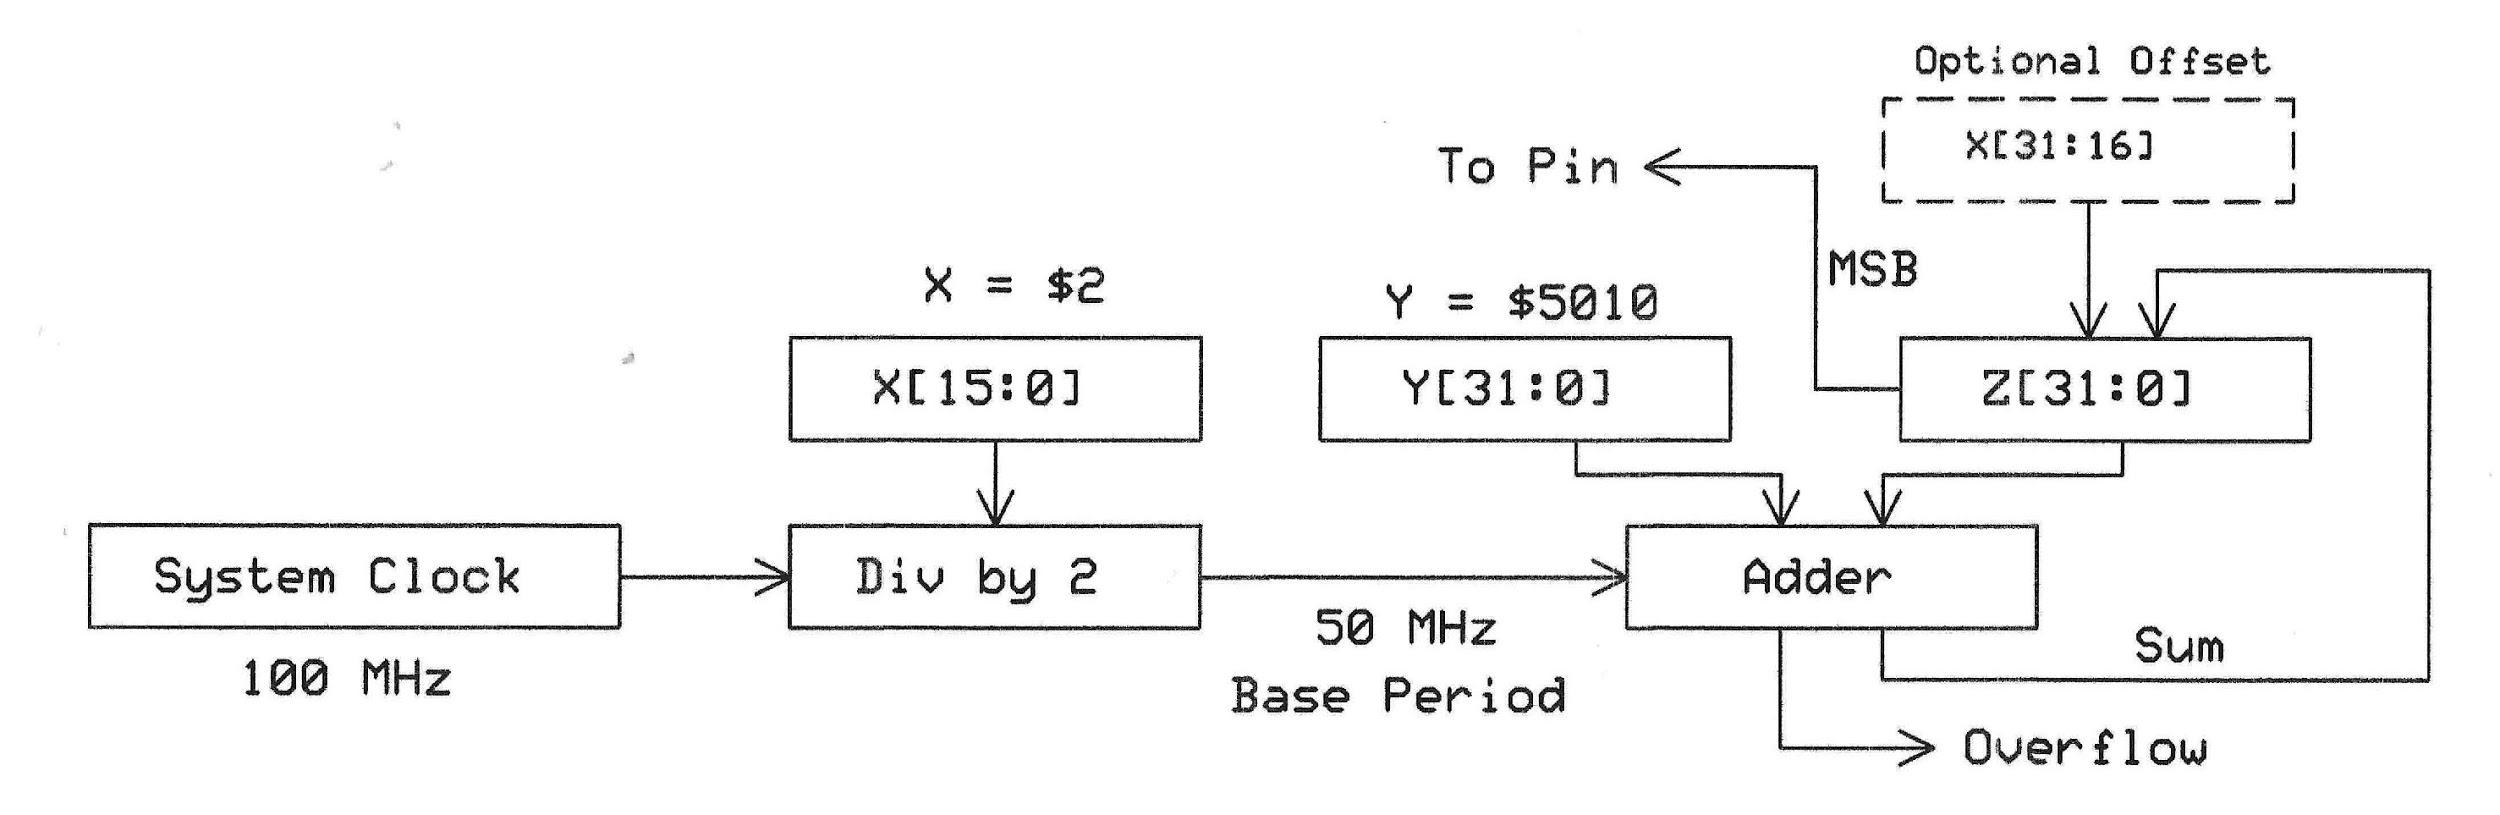 Optional Offset
X[31:16]
To Pin
MSB
X = $2
Y = $5010
X[15:0]
Y[31:0]
Z[31:0]
System Clock
Div by 2
Adder
100 MHz
50 MHz
Base Period
Sum
Overflow